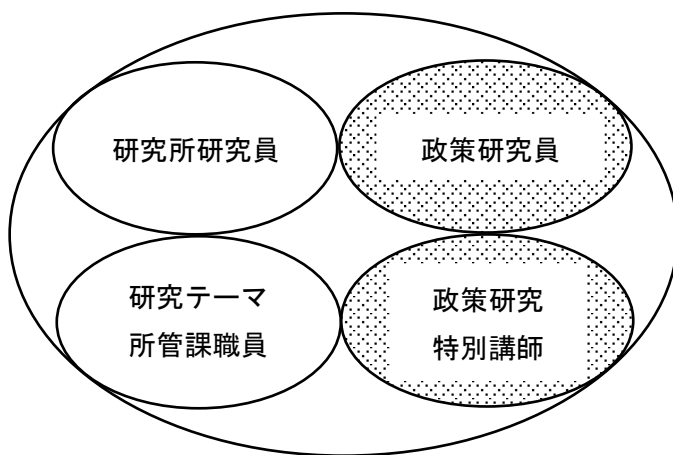 研究所研究員
政策研究員
研究テーマ
所管課職員
政策研究
特別講師